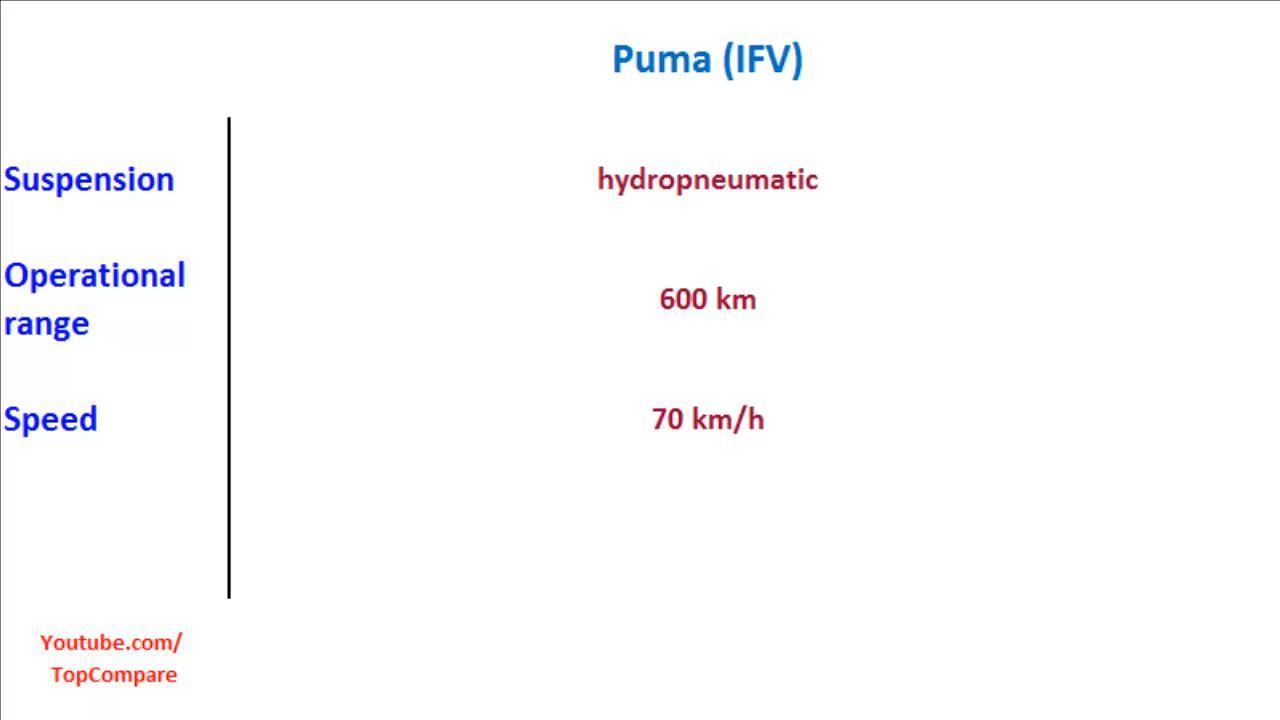 Puma (IFV)
Suspension
hydropneumatic
Operational
range
600 km
Speed
70 km/h
Youtube.com/
TopCompare